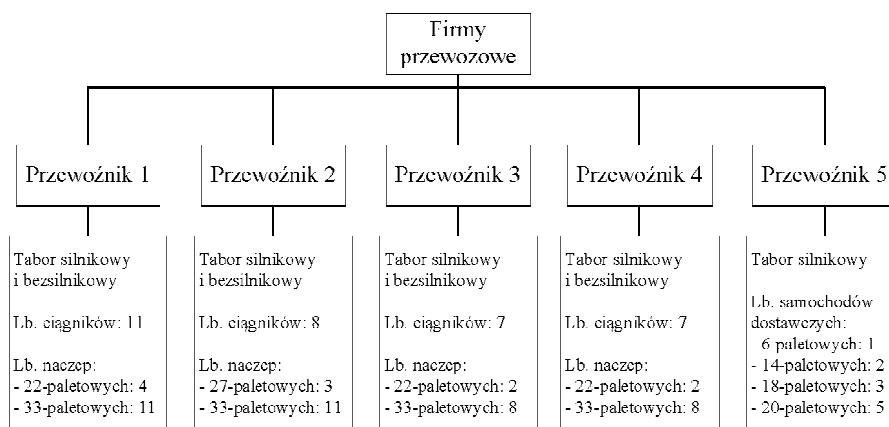 Firmy
przewozowe
Przewoźnik 1
Przewoźnik 2
Przewoźnik 3
Przewoźnik 4
Przewoźnik 5
Tabor silnikowy
i bezsilnikowy
Lb. ciągników: 11
Lb. naczep:
- 22-paletowych: 4
- 33-paletowych: 11
Tabor silnikowy
i bezsilnikowy
Lb. ciągników: 8
Lb. naczep:
- 27-paletowych: 3
- 33-paletowych: 11
Tabor silnikowy
i bezsilnikowy
Lb. ciągników: 7
Lb. naczep:
- 22-paletowych: 2
- 33-paletowych: 8
Tabor silnikowy
i bezsilnikowy
Lb. ciągników: 7
Lb. naczep:
- 22-paletowych: 2
- 33-paletowych: 8
Tabor silnikowy
Lb. samochodów
dostawczych:
6 paletowych: 1
- 14-paletowych: 2
- 18-paletowych: 3
- 20-paletowych: 5